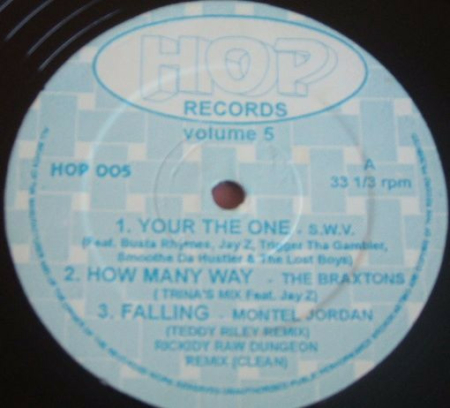 HOP
RECORDS
volume 5
HOP 005
A
33 1/3 rpm
1. YOUR THE ONE - S.W.V.
(Feat. Busta Rhymes, Jay Z, Trigger Tha Gambler,
Smoothe Da Hustler & The Lost Boys)
2. HOW MANY WAY - THE BRAXTONS
( TRINA'S MIX Feat. Jay Z)
3. FALLING - MONTEL JORDAN
(TEDDY RILEY REMIX)
RICKIDY RAW DUNGEON
REMIX (CLEAN)